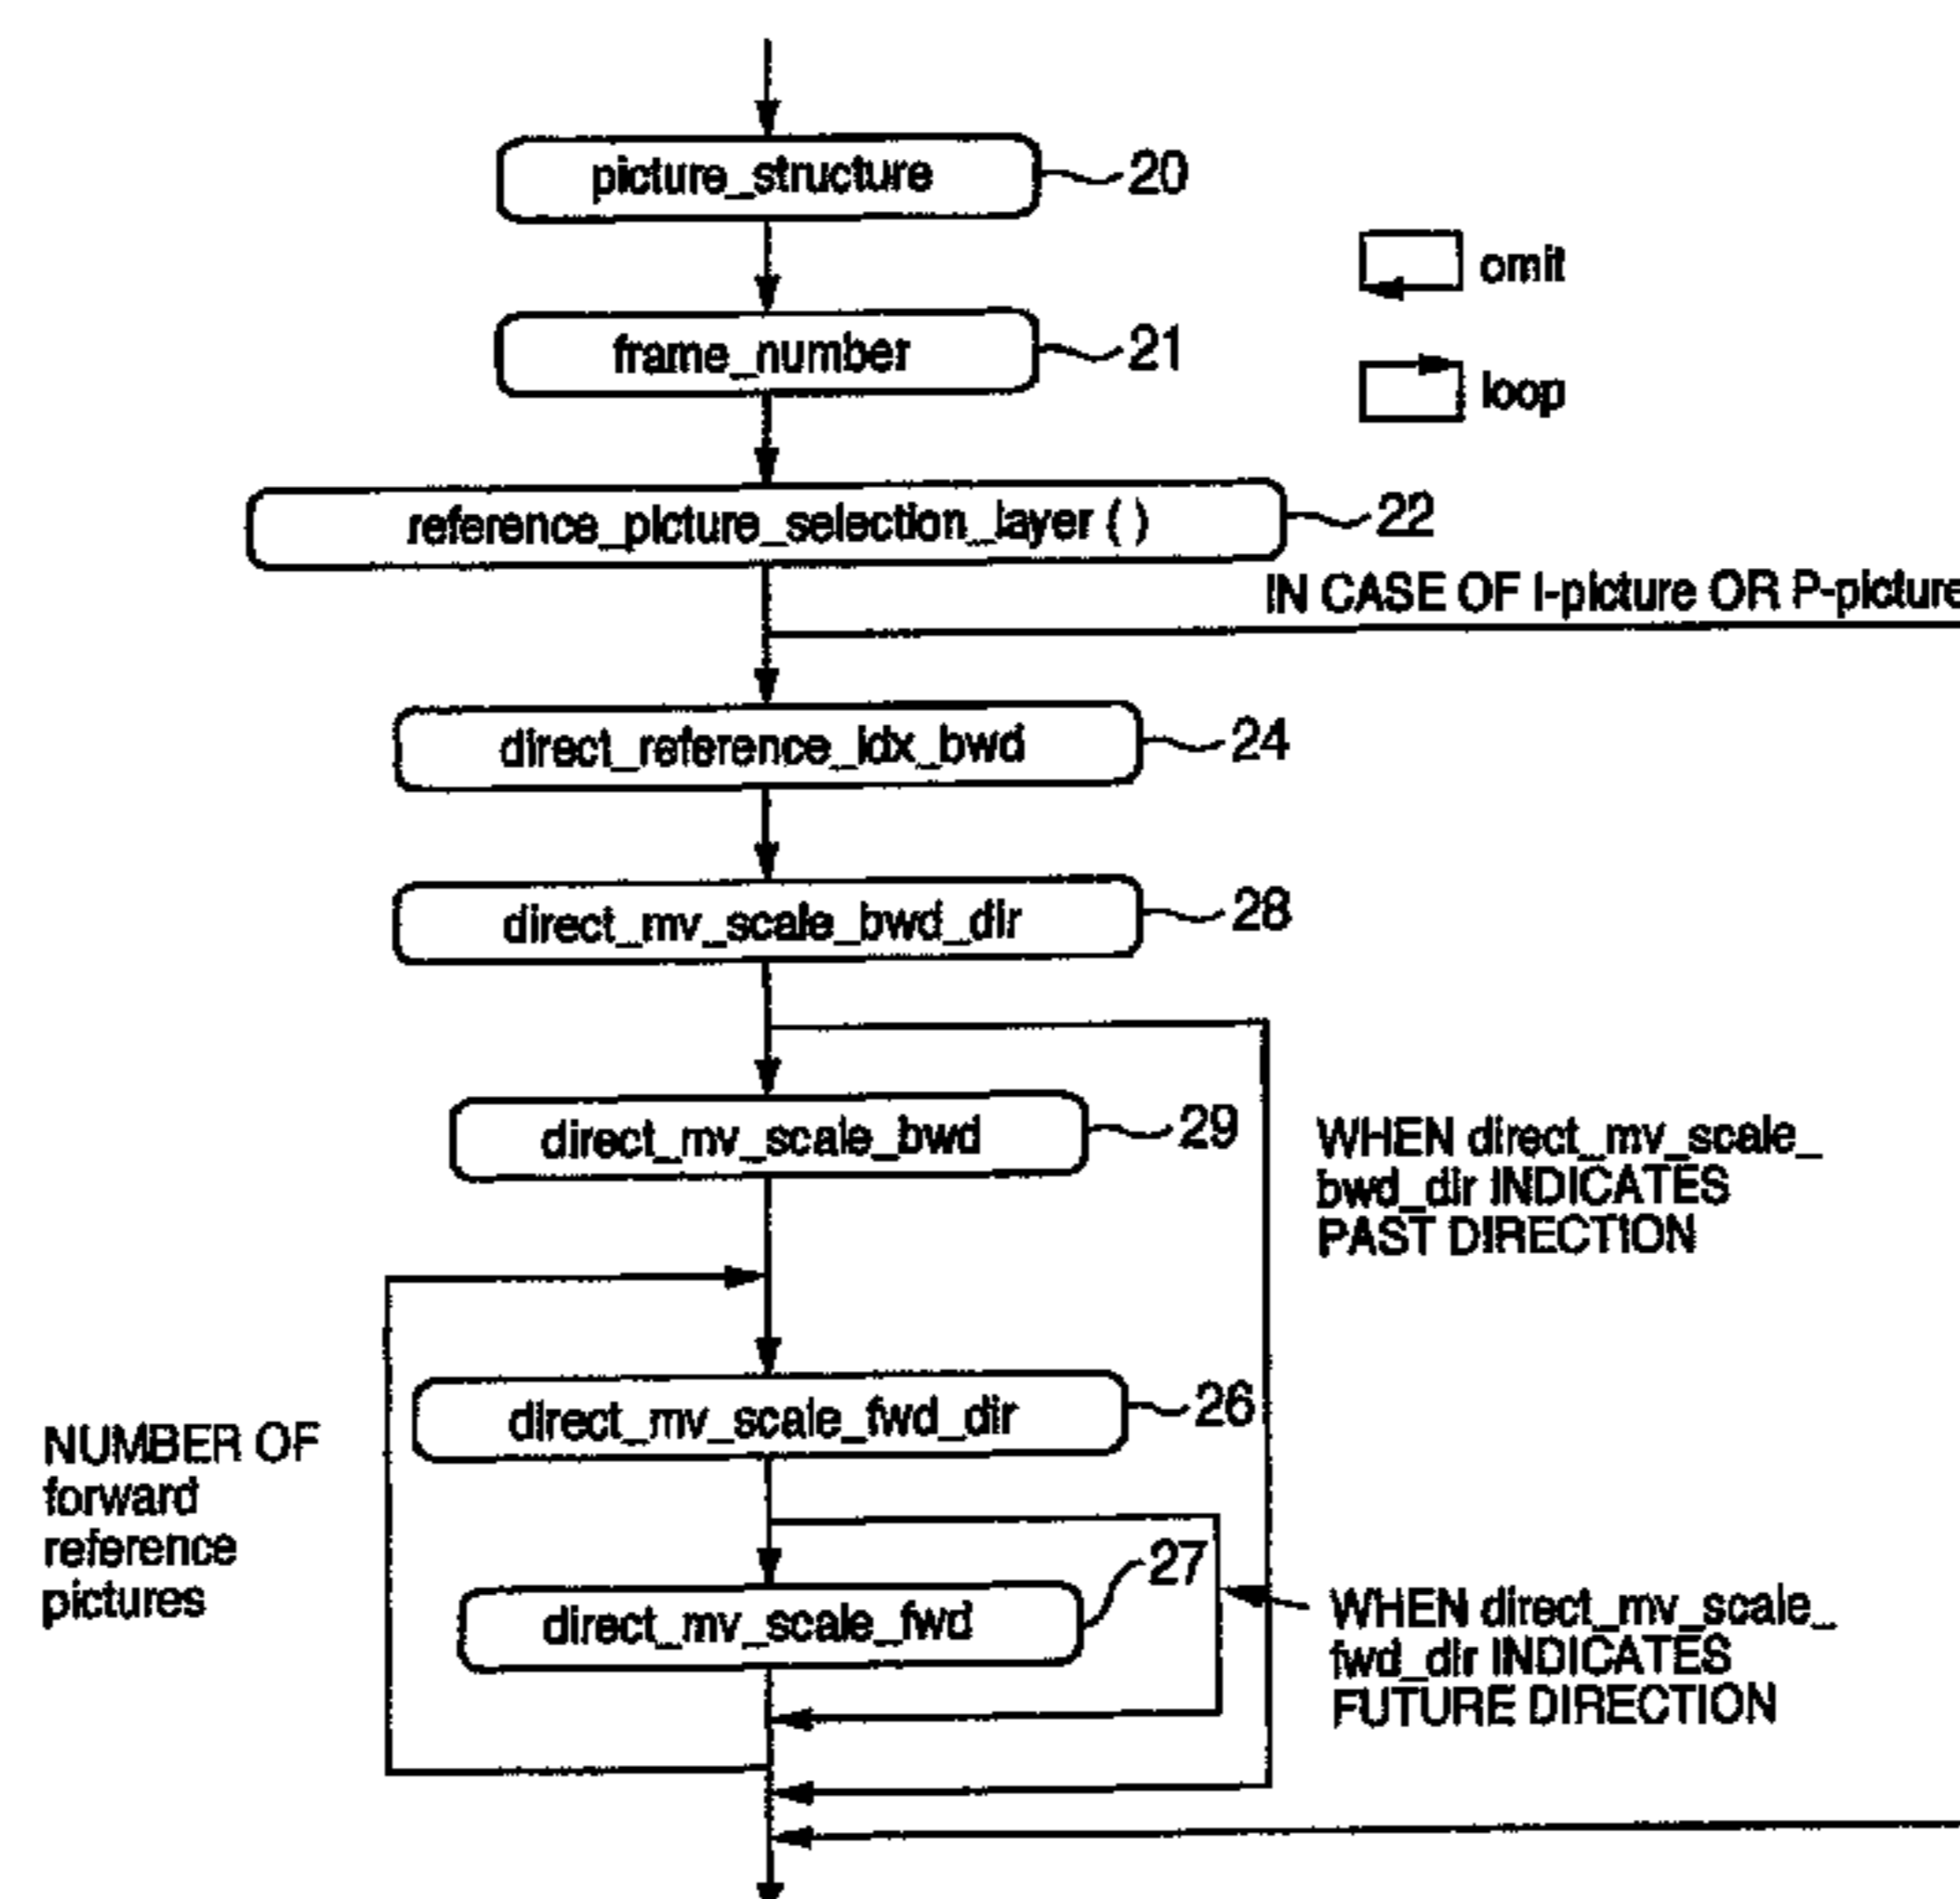 picture_structure
20
omit
frame_number
21
loop
reference_picture_selection_layer ( )
22
IN CASE OF I-picture OR P-picture
direct_reference_idx_bwd
24
direct_mv_scale_bwd_dir
28
direct_mv_scale_bwd
29
WHEN direct_mv_scale_
bwd_dir INDICATES
PAST DIRECTION
direct_mv_scale_fwd_dir
26
NUMBER OF
forward
reference
pictures
27
direct_mv_scale_fwd
WHEN direct_mv_scale_
fwd_dir INDICATES
FUTURE DIRECTION